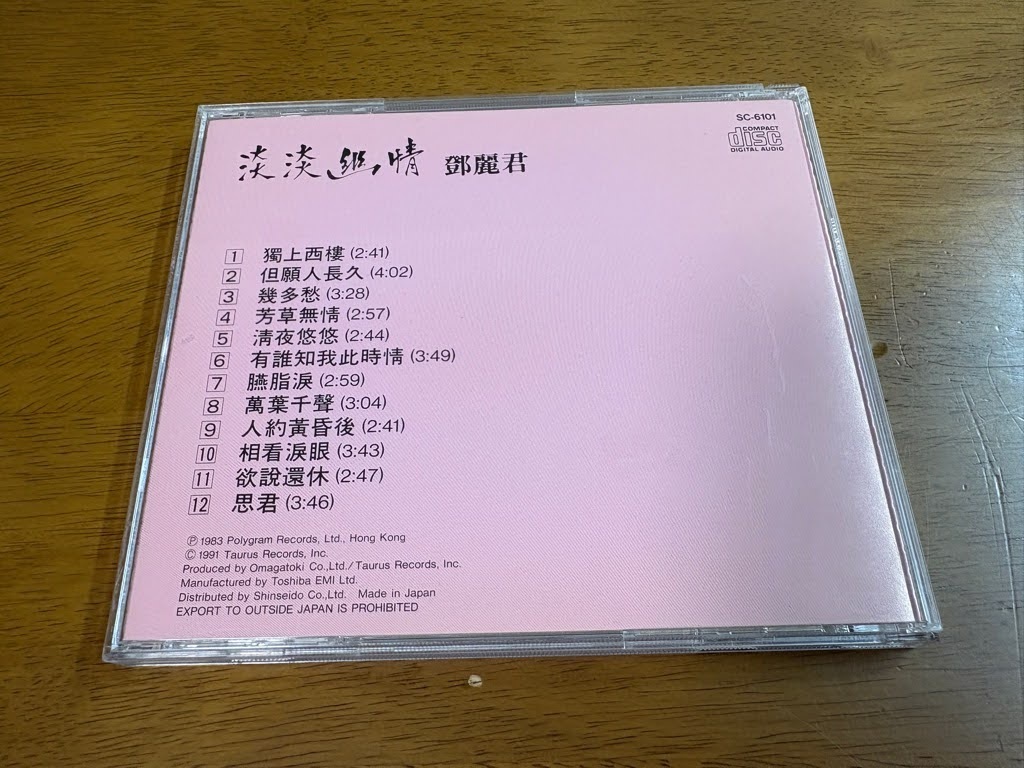 SC-6101
COMPACT
disc
DIGITAL AUDIO
淡淡幽情 鄧麗君
1 獨上西樓 (2:41)
2 但願人長久 (4:02)
3 幾多愁 (3:28)
4 芳草無情 (2:57)
5 清夜悠悠 (2:44)
6 有誰知我此時情 (3:49)
7 臙脂淚 (2:59)
8 萬葉千聲 (3:04)
9 人約黃昏後 (2:41)
10 相看淚眼 (3:43)
11 欲說還休 (2:47)
12 思君 (3:46)
Ⓟ 1983 Polygram Records, Ltd., Hong Kong
© 1991 Taurus Records, Inc.
Produced by Omagatoki Co.,Ltd./Taurus Records, Inc.
Manufactured by Toshiba EMI Ltd.
Distributed by Shinseido Co.,Ltd. Made in Japan
EXPORT TO OUTSIDE JAPAN IS PROHIBITED